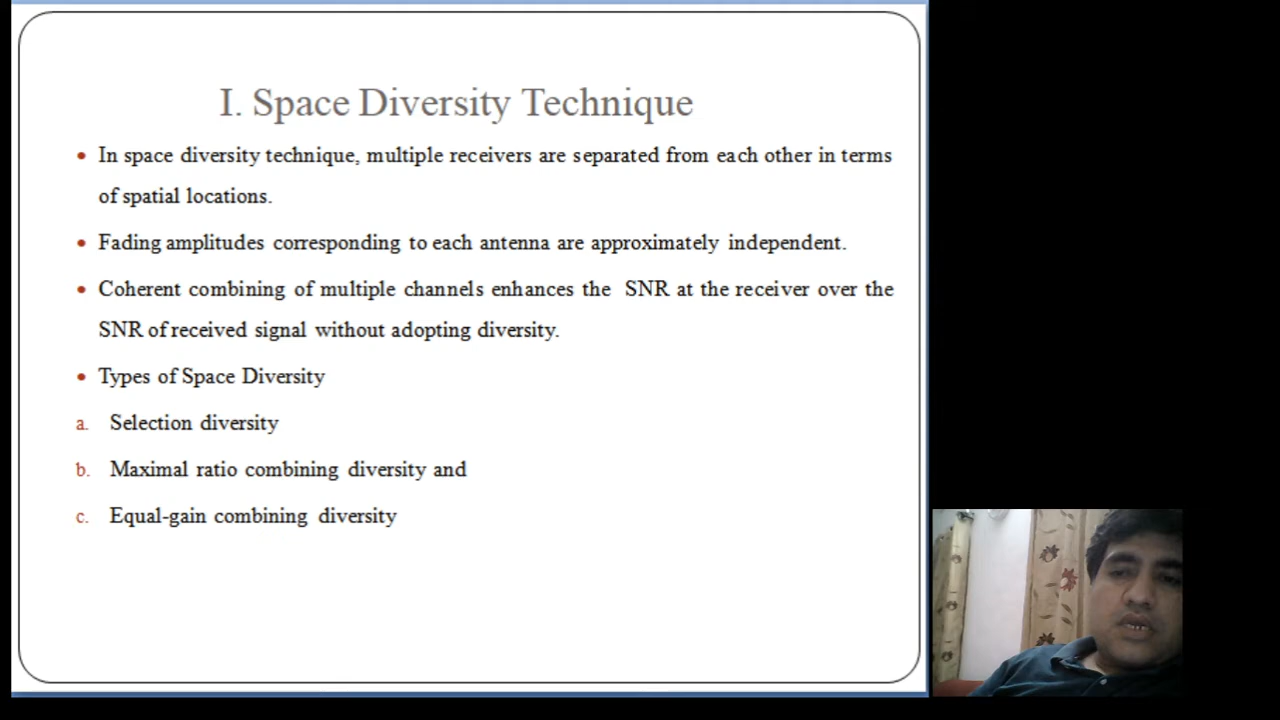 I. Space Diversity Technique
• In space diversity technique, multiple receivers are separated from each other in terms
of spatial locations.
• Fading amplitudes corresponding to each antenna are approximately independent.
• Coherent combining of multiple channels enhances the SNR at the receiver over the
SNR of received signal without adopting diversity.
• Types of Space Diversity
a. Selection diversity
b. Maximal ratio combining diversity and
c. Equal-gain combining diversity